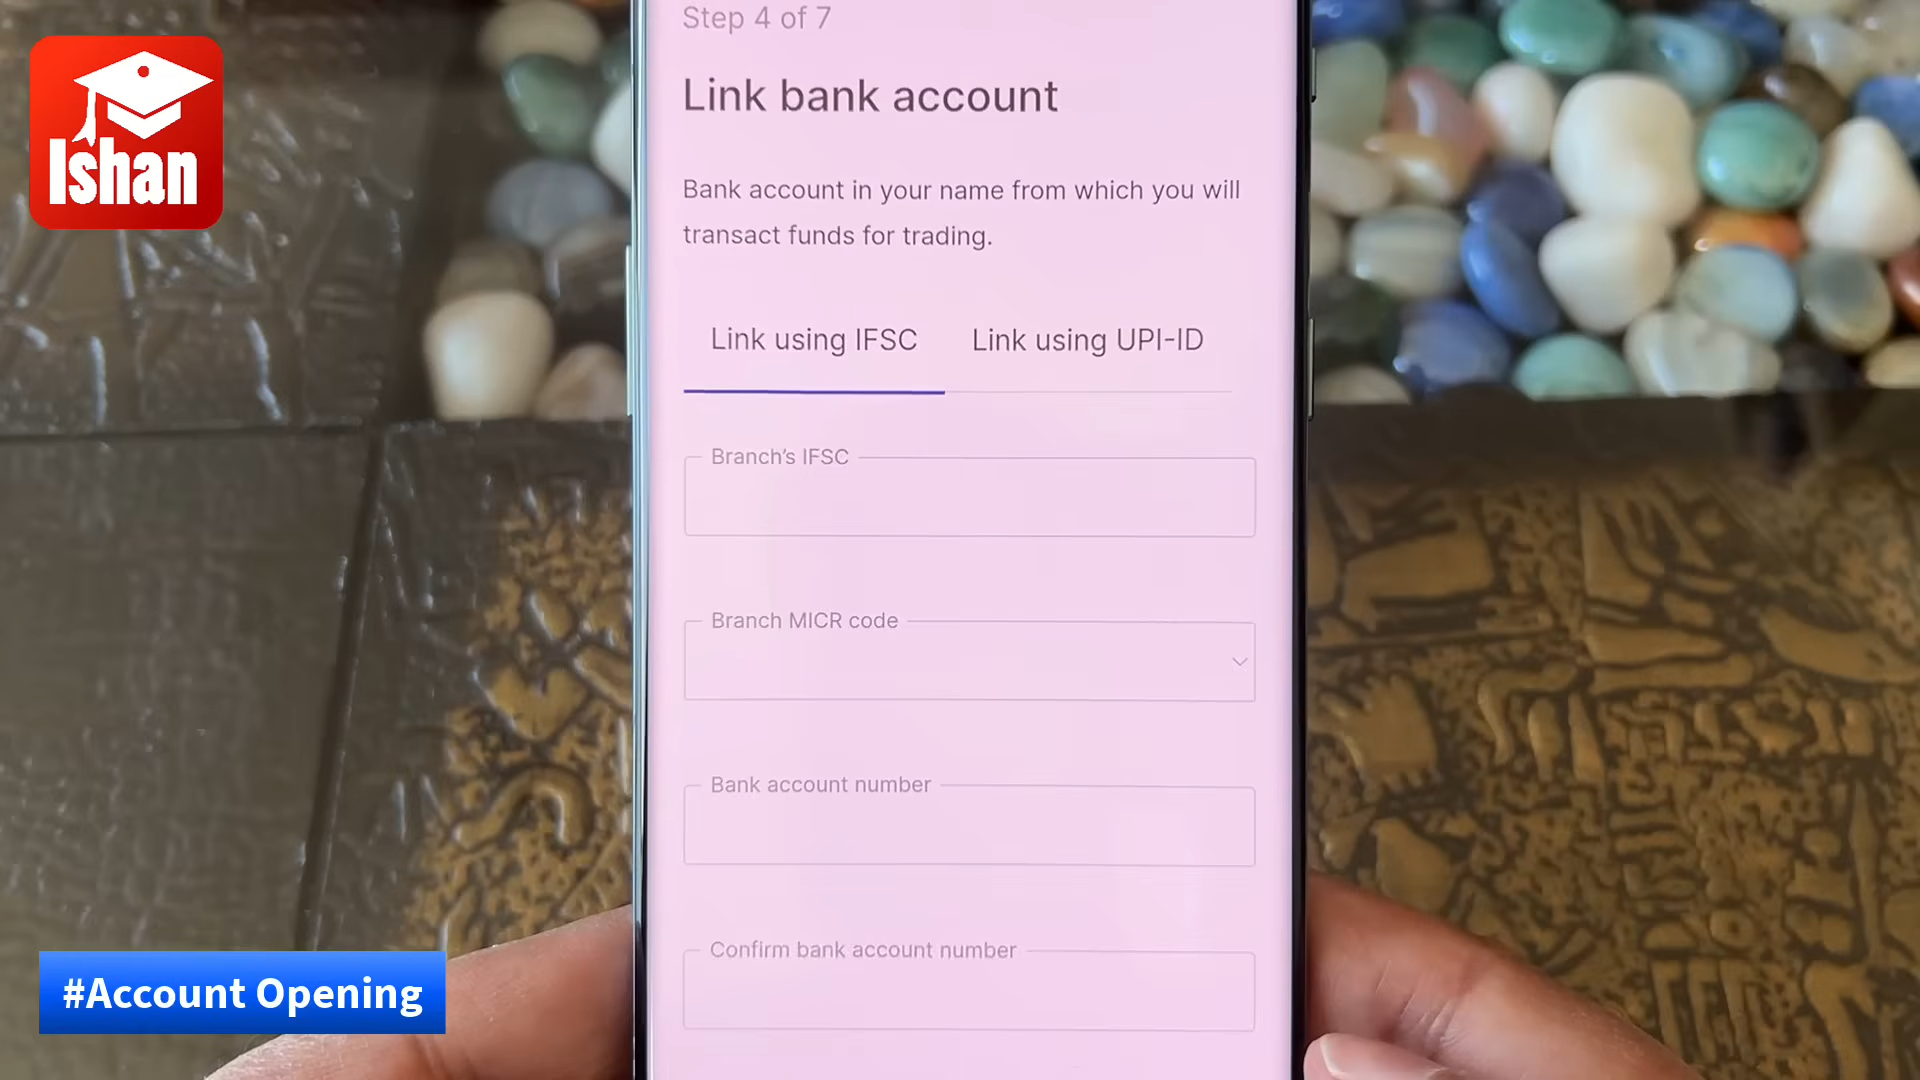 Ishan
Step 4 of 7
Link bank account
Bank account in your name from which you will
transact funds for trading.
Link using IFSC
Link using UPI-ID
Branch's IFSC
Branch MICR code
Bank account number
Confirm bank account number
#Account Opening